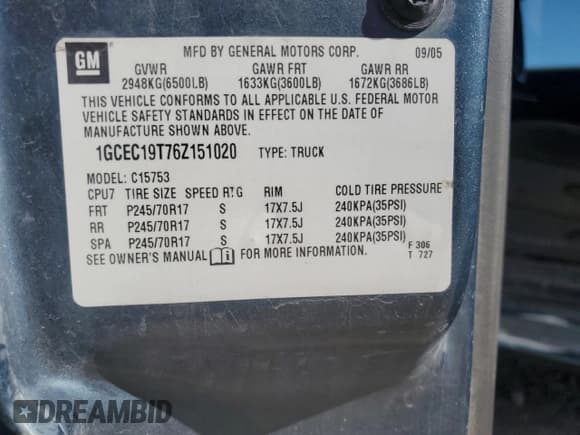 GM
MFD BY GENERAL MOTORS CORP. 09/05
GVWR GAWR FRT GAWR RR
2948KG(6500LB) 1633KG(3600LB) 1672KG(3686LB)
THIS VEHICLE CONFORMS TO ALL APPLICABLE U.S. FEDERAL MOTOR
VEHICLE SAFETY STANDARDS IN EFFECT ON THE DATE OF
MANUFACTURE SHOWN ABOVE.
1GCEC19T76Z151020 TYPE: TRUCK
MODEL: C15753
CPU7 TIRE SIZE SPEED RTG RIM COLD TIRE PRESSURE
FRT P245/70R17 S 17X7.5J 240KPA(35PSI)
RR P245/70R17 S 17X7.5J 240KPA(35PSI)
SPA P245/70R17 S 17X7.5J 240KPA(35PSI)
SEE OWNER'S MANUAL FOR MORE INFORMATION.
F 306
T 727
DREAMBID